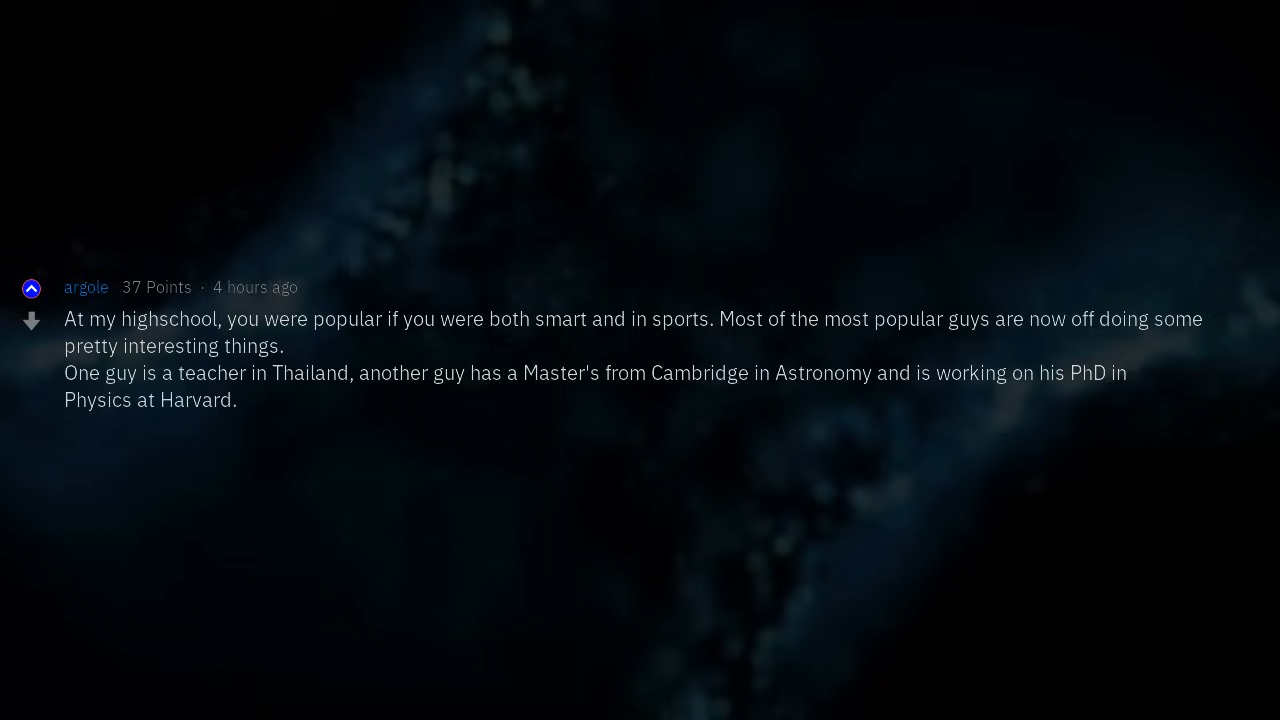 argole 37 Points · 4 hours ago
At my highschool, you were popular if you were both smart and in sports. Most of the most popular guys are now off doing some
pretty interesting things.
One guy is a teacher in Thailand, another guy has a Master's from Cambridge in Astronomy and is working on his PhD in
Physics at Harvard.